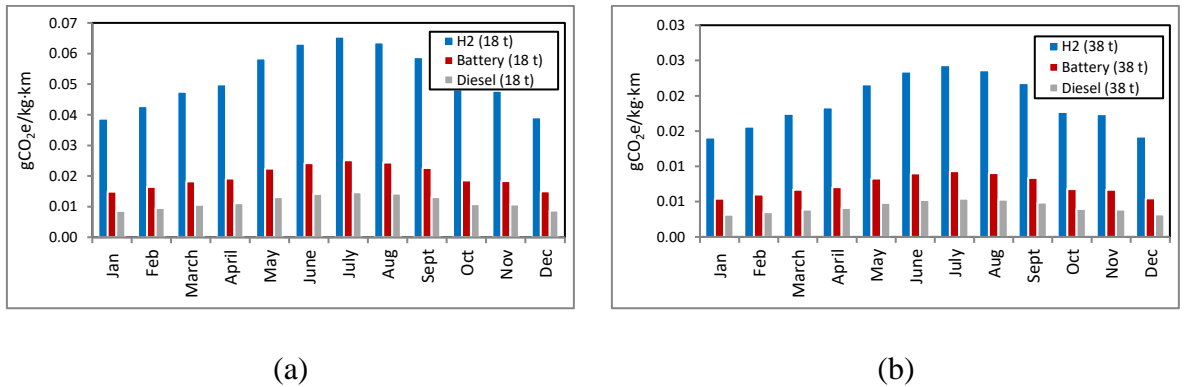 0.07
0.06
0.05
0.04
0.03
0.02
0.01
0.00
gCO2e/kg·km
H2 (18 t)
Battery (18 t)
Diesel (18 t)
Jan
Feb
March
April
May
June
July
Aug
Sept
Oct
Nov
Dec
(a)
0.03
0.03
0.02
0.02
0.01
0.01
0.00
gCO2e/kg·km
H2 (38 t)
Battery (38 t)
Diesel (38 t)
Jan
Feb
March
April
May
June
July
Aug
Sept
Oct
Nov
Dec
(b)